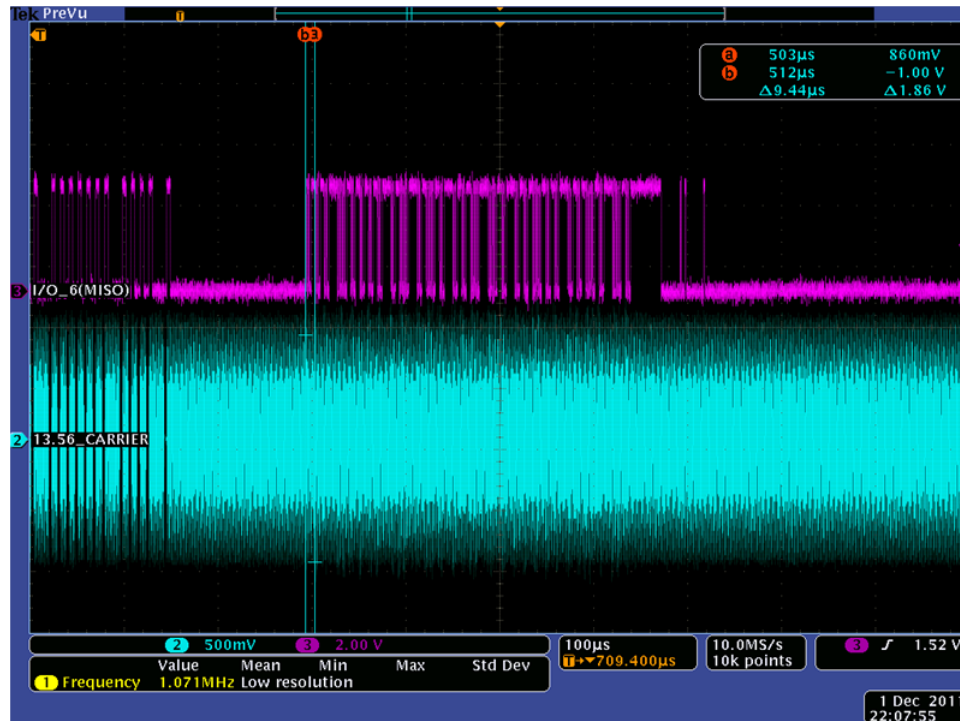 Tek PreVu
T
T
b a
a 503µs 860mV
b 512µs −1.00 V
Δ9.44µs Δ1.86 V
3 I/O_6(MISO)
2 13.56_CARRIER
2 500mV 3 2.00 V
100µs
T→▼709.400µs
10.0MS/s
10k points
3 1.52 V
Value Mean Min Max Std Dev
1 Frequency 1.071MHz Low resolution
1 Dec 2011
22:07:55